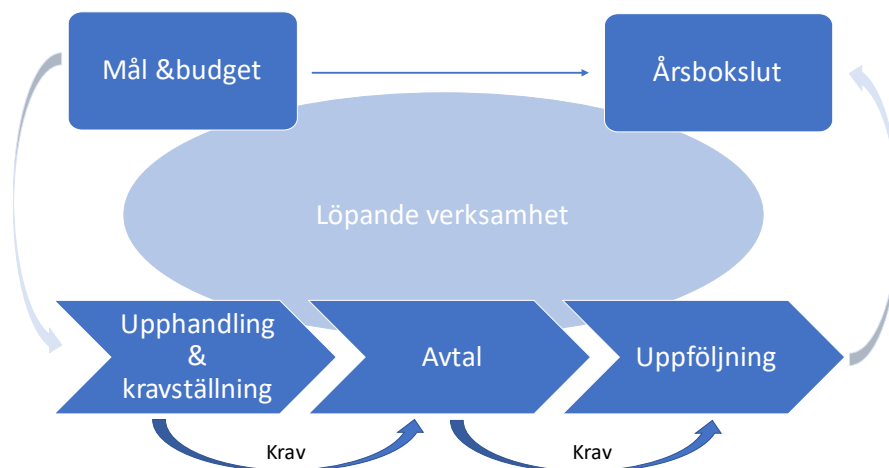 Mål &budget
Årsbokslut
Löpande verksamhet
Upphandling
&
kravställning
Avtal
Uppföljning
Krav
Krav